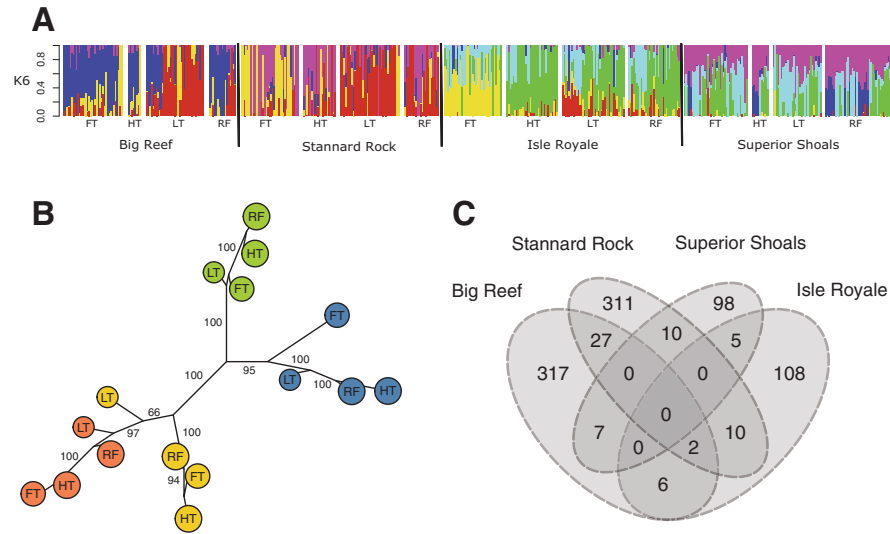 A
K6
0.8
0.4
0.0
FT HT LT RF FT HT LT RF FT HT LT RF FT HT LT RF
Big Reef Stannard Rock Isle Royale Superior Shoals
B
RF
100
HT
LT
FT
100
FT
100
95
LT
100
RF
HT
100
LT
66
LT
97
RF
100
FT
HT
100
RF
94
FT
HT
C
Stannard Rock Superior Shoals
Big Reef Isle Royale
311 98
27 10 5
317 0 0 108
0
7 0 2 10
6